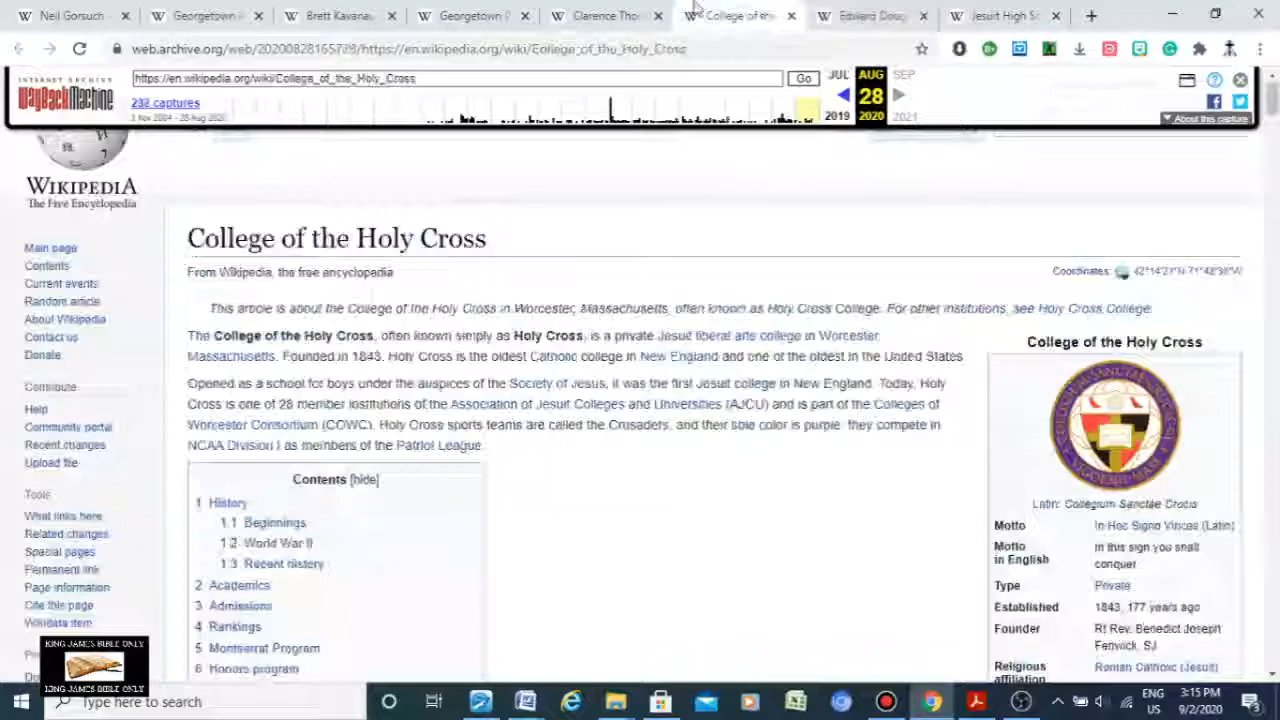 Neil Gorsuch
Georgetown
Brett Kavana
Georgetown P
Clarence Tho
College of the
Edward Doug
Jesuit High S
web.archive.org/web/20200828165729/https://en.wikipedia.org/wiki/College_of_the_Holy_Cross
INTERNET ARCHIVE
WayBackMachine
https://en.wikipedia.org/wiki/College_of_the_Holy_Cross
Go
JUL
AUG
SEP
232 captures
28
2019
2020
2021
About this capture
WIKIPEDIA
The Free Encyclopedia
Main page
Contents
Current events
Random article
About Wikipedia
Contact us
Donate
Contribute
Help
Community portal
Recent changes
Upload file
Tools
What links here
Related changes
Special pages
Permanent link
Page information
Cite this page
Wikidata item
College of the Holy Cross
From Wikipedia, the free encyclopedia
Coordinates:
This article is about the College of the Holy Cross in Worcester, Massachusetts, often known as Holy Cross College. For other institutions, see Holy Cross College.
The College of the Holy Cross, often known simply as Holy Cross, is a private Jesuit liberal arts college in Worcester,
Massachusetts. Founded in 1843, Holy Cross is the oldest Catholic college in New England and one of the oldest in the United States.
Opened as a school for boys under the auspices of the Society of Jesus, it was the first Jesuit college in New England. Today, Holy
Cross is one of 28 member institutions of the Association of Jesuit Colleges and Universities (AJCU) and is part of the Colleges of
Worcester Consortium (COWC). Holy Cross sports teams are called the Crusaders, and their sole color is purple; they compete in
NCAA Division I as members of the Patriot League.
Contents [hide]
1 History
1.1 Beginnings
1.2 World War II
1.3 Recent history
2 Academics
3 Admissions
4 Rankings
5 Montserrat Program
6 Honors program
College of the Holy Cross
Latin: Collegium Sanctae Crucis
Motto In Hoc Signo Vinces (Latin)
Motto in English In this sign you shall conquer
Type Private
Established 1843; 177 years ago
Founder Rt Rev. Benedict Joseph Fenwick, SJ
Religious affiliation Roman Catholic (Jesuit)
KING JAMES BIBLE ONLY
KING JAMES BIBLE ONLY
Type here to search
ENG
US
3:15 PM
9/2/2020
3